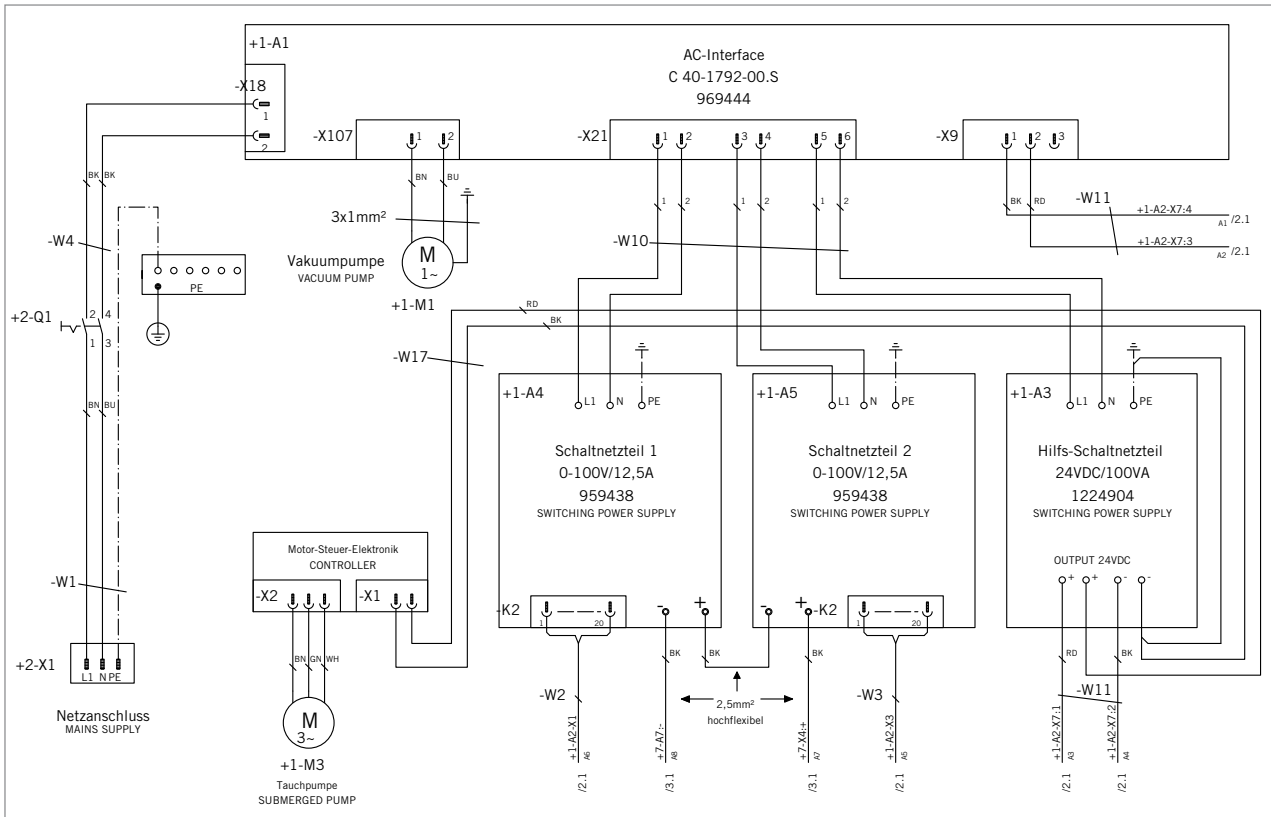 +1-A1
AC-Interface
C 40-1792-00.S
969444
-X18
1
2
-X107
1 2
-X21
1 2 3 4 5 6
-X9
1 2 3
BK BK
BN BU
1 2 1 2 1 2
BK RD
-W11
+1-A2-X7:4
A1 /2.1
+1-A2-X7:3
A2 /2.1
3x1mm²
-W4
-W10
M
1~
Vakuumpumpe
VACUUM PUMP
+1-M1
PE
+2-Q1
2 4
1 3
RD
BK
-W17
+1-A4
L1 N PE
+1-A5
L1 N PE
+1-A3
L1 N PE
BN BU
Schaltnetzteil 1
0-100V/12,5A
959438
SWITCHING POWER SUPPLY
Schaltnetzteil 2
0-100V/12,5A
959438
SWITCHING POWER SUPPLY
Hilfs-Schaltnetzteil
24VDC/100VA
1224904
SWITCHING POWER SUPPLY
Motor-Steuer-Elektronik
CONTROLLER
OUTPUT 24VDC
+ + - -
-W1
-X2
-X1
-K2
1 20
- +
- +
-K2
1 20
+2-X1
L1 N PE
Netzanschluss
MAINS SUPPLY
BN GN WH
BK BK BK
RD BK
-W2
2,5mm²
hochflexibel
-W3
-W11
M
3~
+1-M3
Tauchpumpe
SUBMERGED PUMP
+1-A2-X1
A6
/2.1
+7-A7:-
A8
/3.1
+7-X4:+
A7
/3.1
+1-A2-X3
A5
/2.1
+1-A2-X7:1
A3
/2.1
+1-A2-X7:2
A4
/2.1